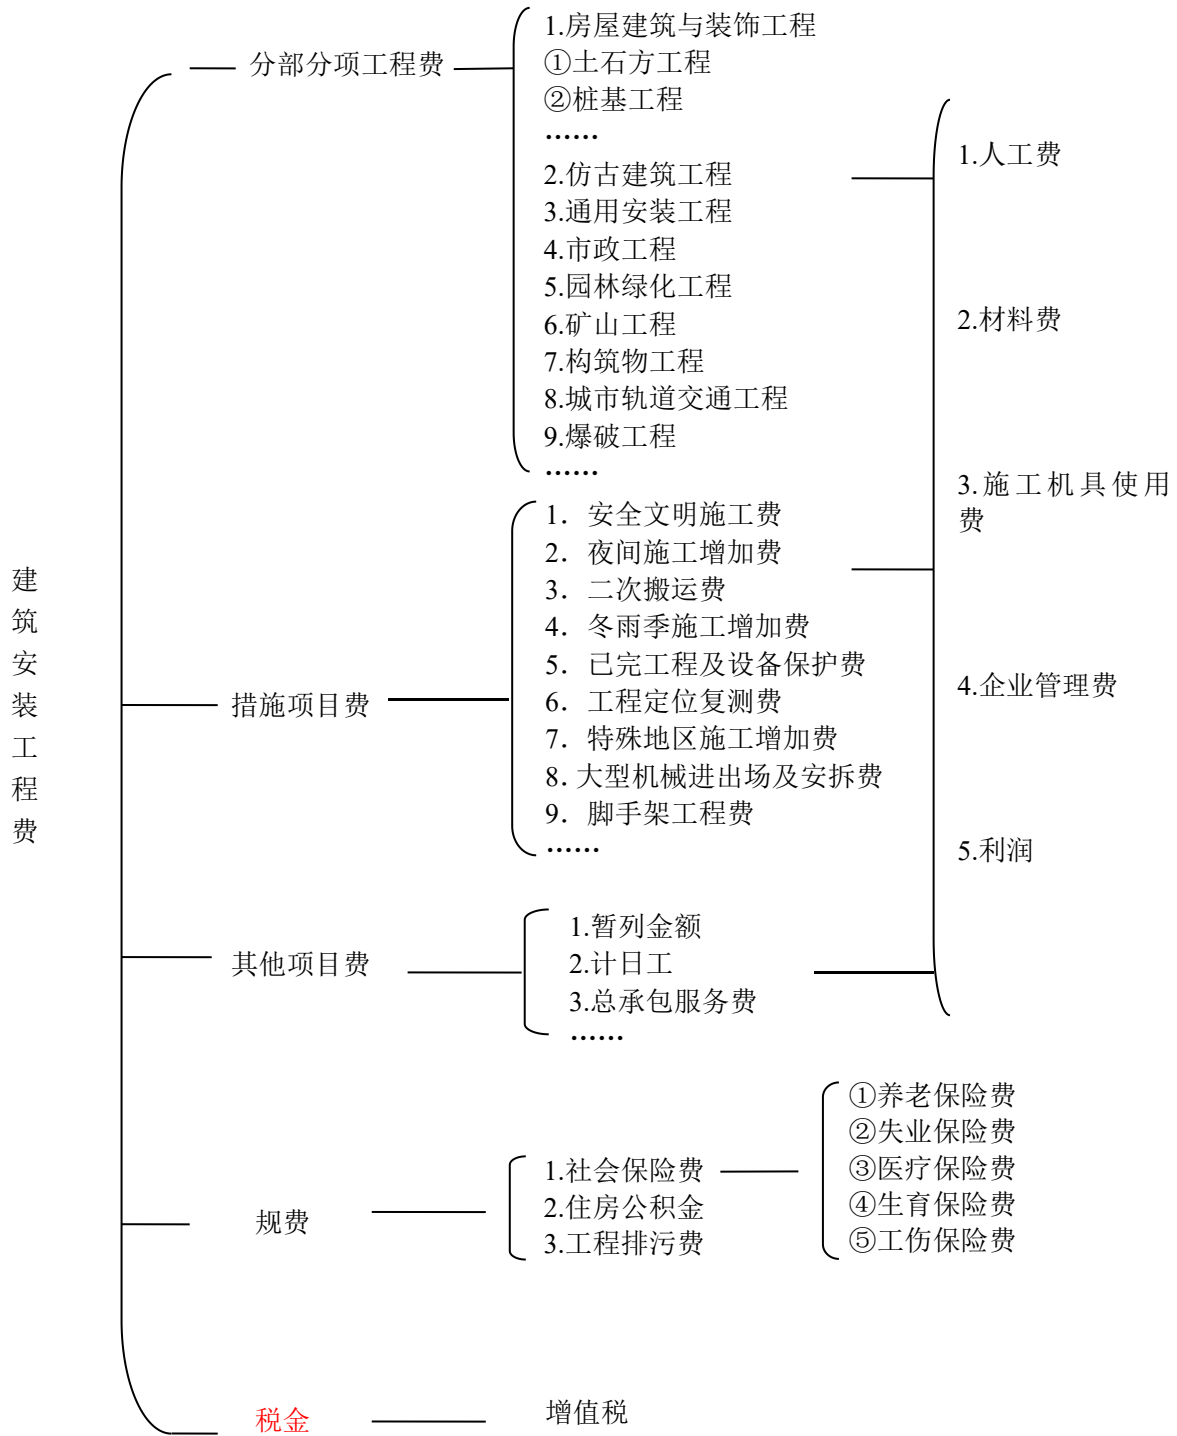 建筑安装工程费
分部分项工程费
1.房屋建筑与装饰工程
①土石方工程
②桩基工程
……
2.仿古建筑工程
3.通用安装工程
4.市政工程
5.园林绿化工程
6.矿山工程
7.构筑物工程
8.城市轨道交通工程
9.爆破工程
……
措施项目费
1．安全文明施工费
2．夜间施工增加费
3．二次搬运费
4．冬雨季施工增加费
5．已完工程及设备保护费
6．工程定位复测费
7．特殊地区施工增加费
8．大型机械进出场及安拆费
9．脚手架工程费
……
其他项目费
1.暂列金额
2.计日工
3.总承包服务费
……
1.人工费
2.材料费
3.施工机具使用
费
4.企业管理费
5.利润
规费
1.社会保险费
2.住房公积金
3.工程排污费
①养老保险费
②失业保险费
③医疗保险费
④生育保险费
⑤工伤保险费
税金
增值税